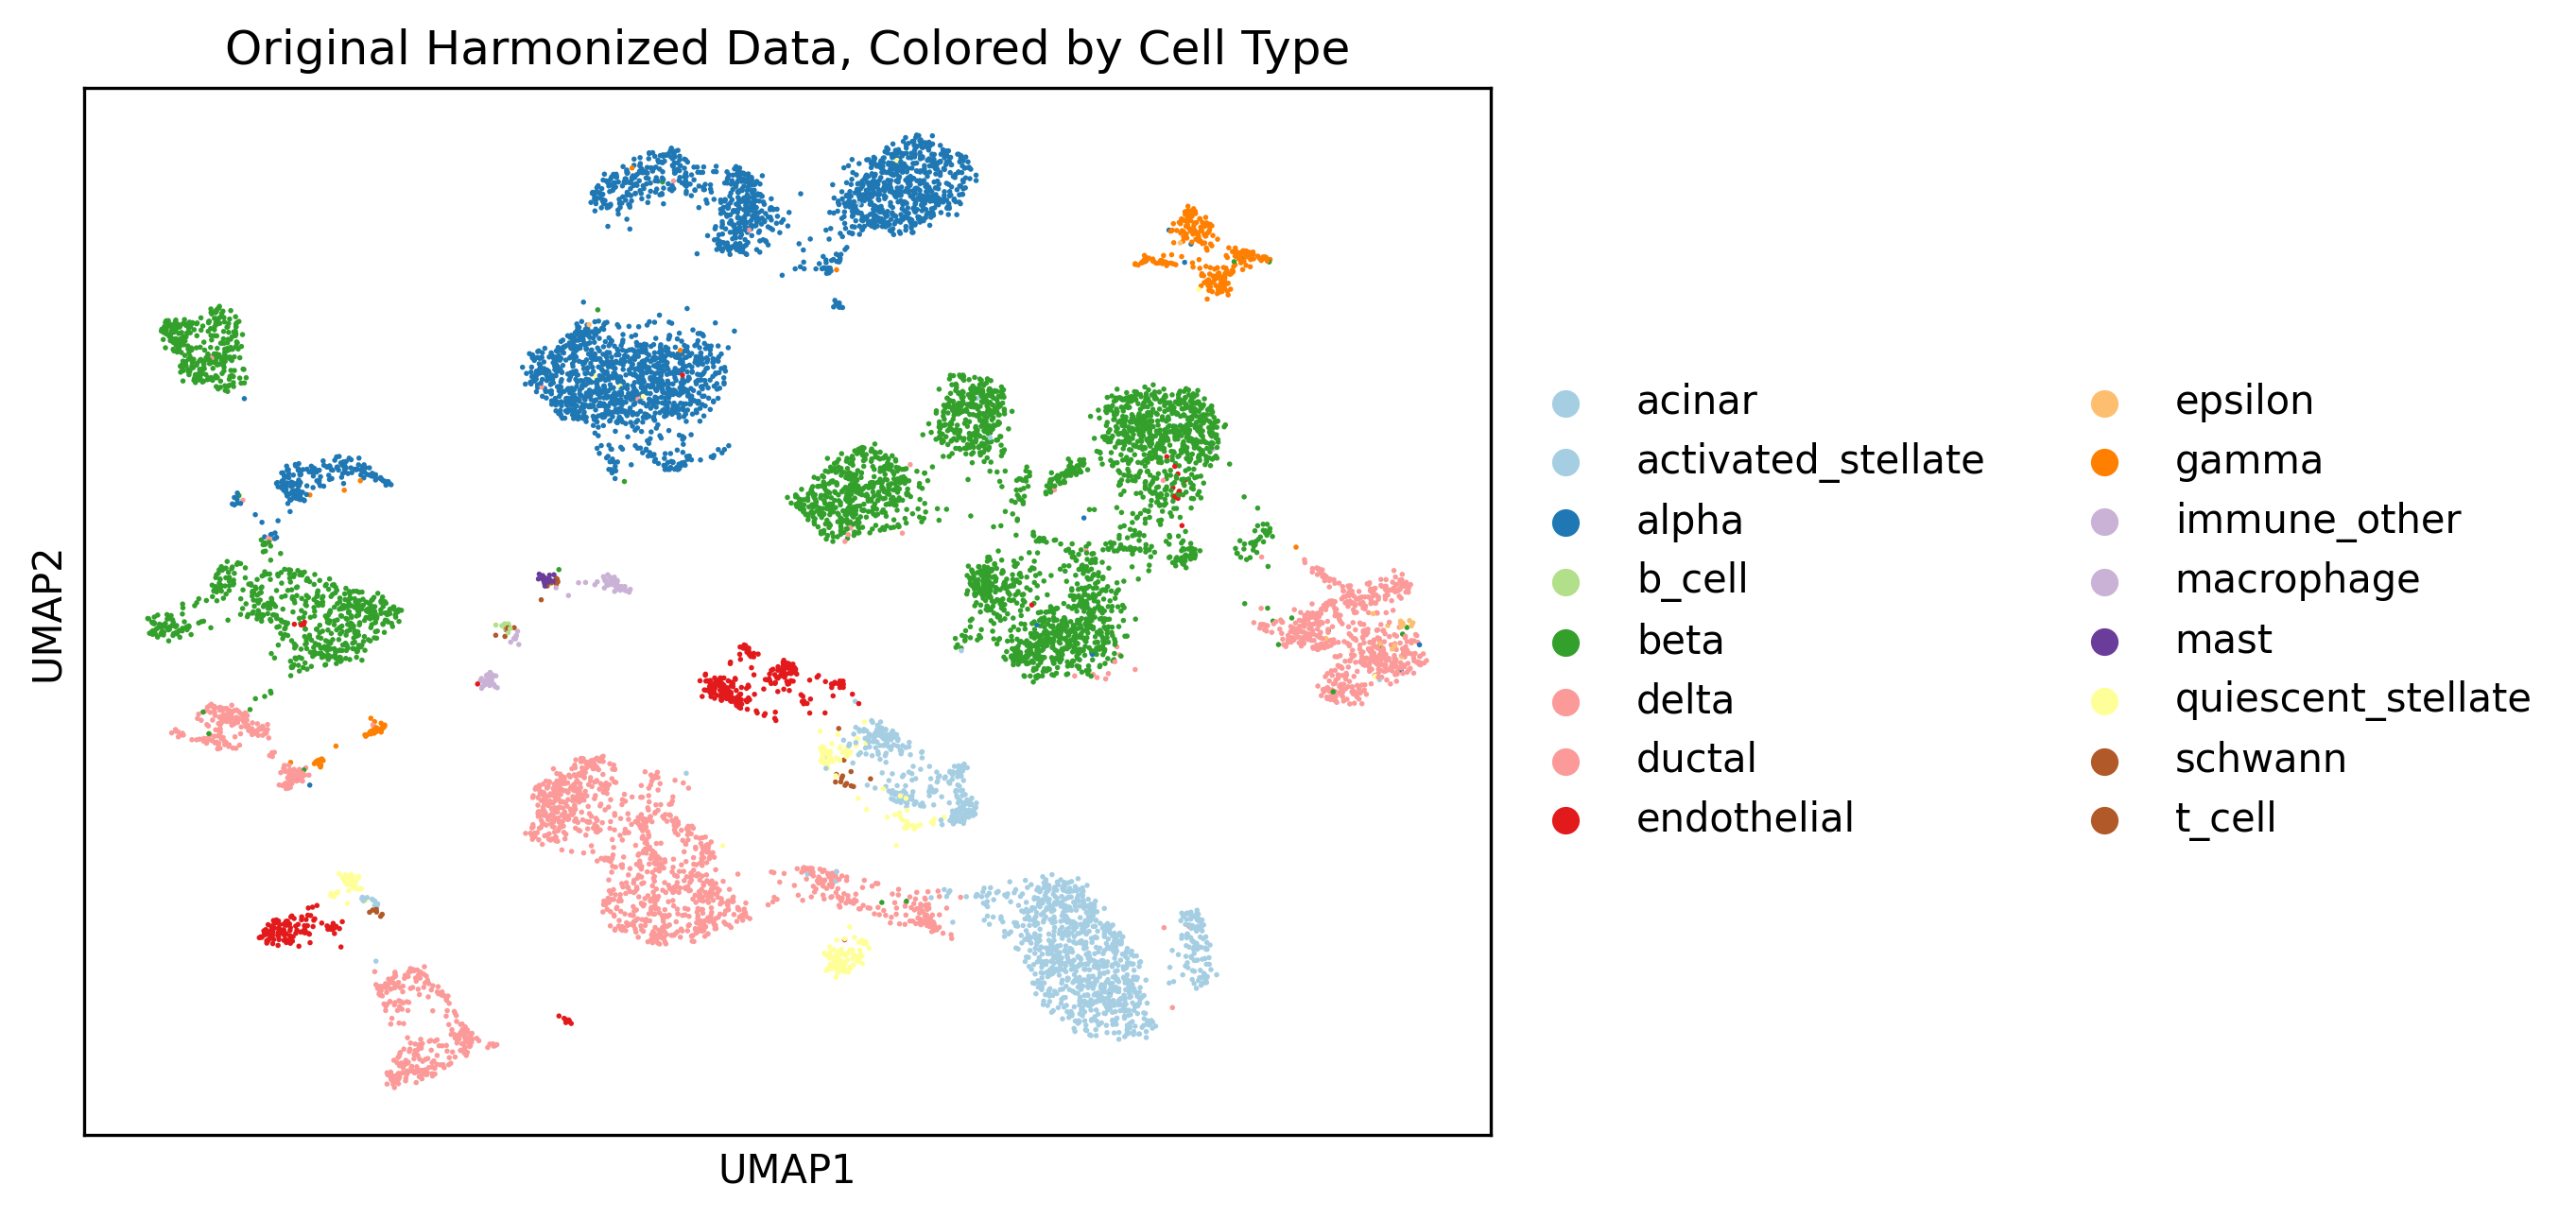 Original Harmonized Data, Colored by Cell Type
UMAP2
UMAP1
acinar
activated_stellate
alpha
b_cell
beta
delta
ductal
endothelial
epsilon
gamma
immune_other
macrophage
mast
quiescent_stellate
schwann
t_cell